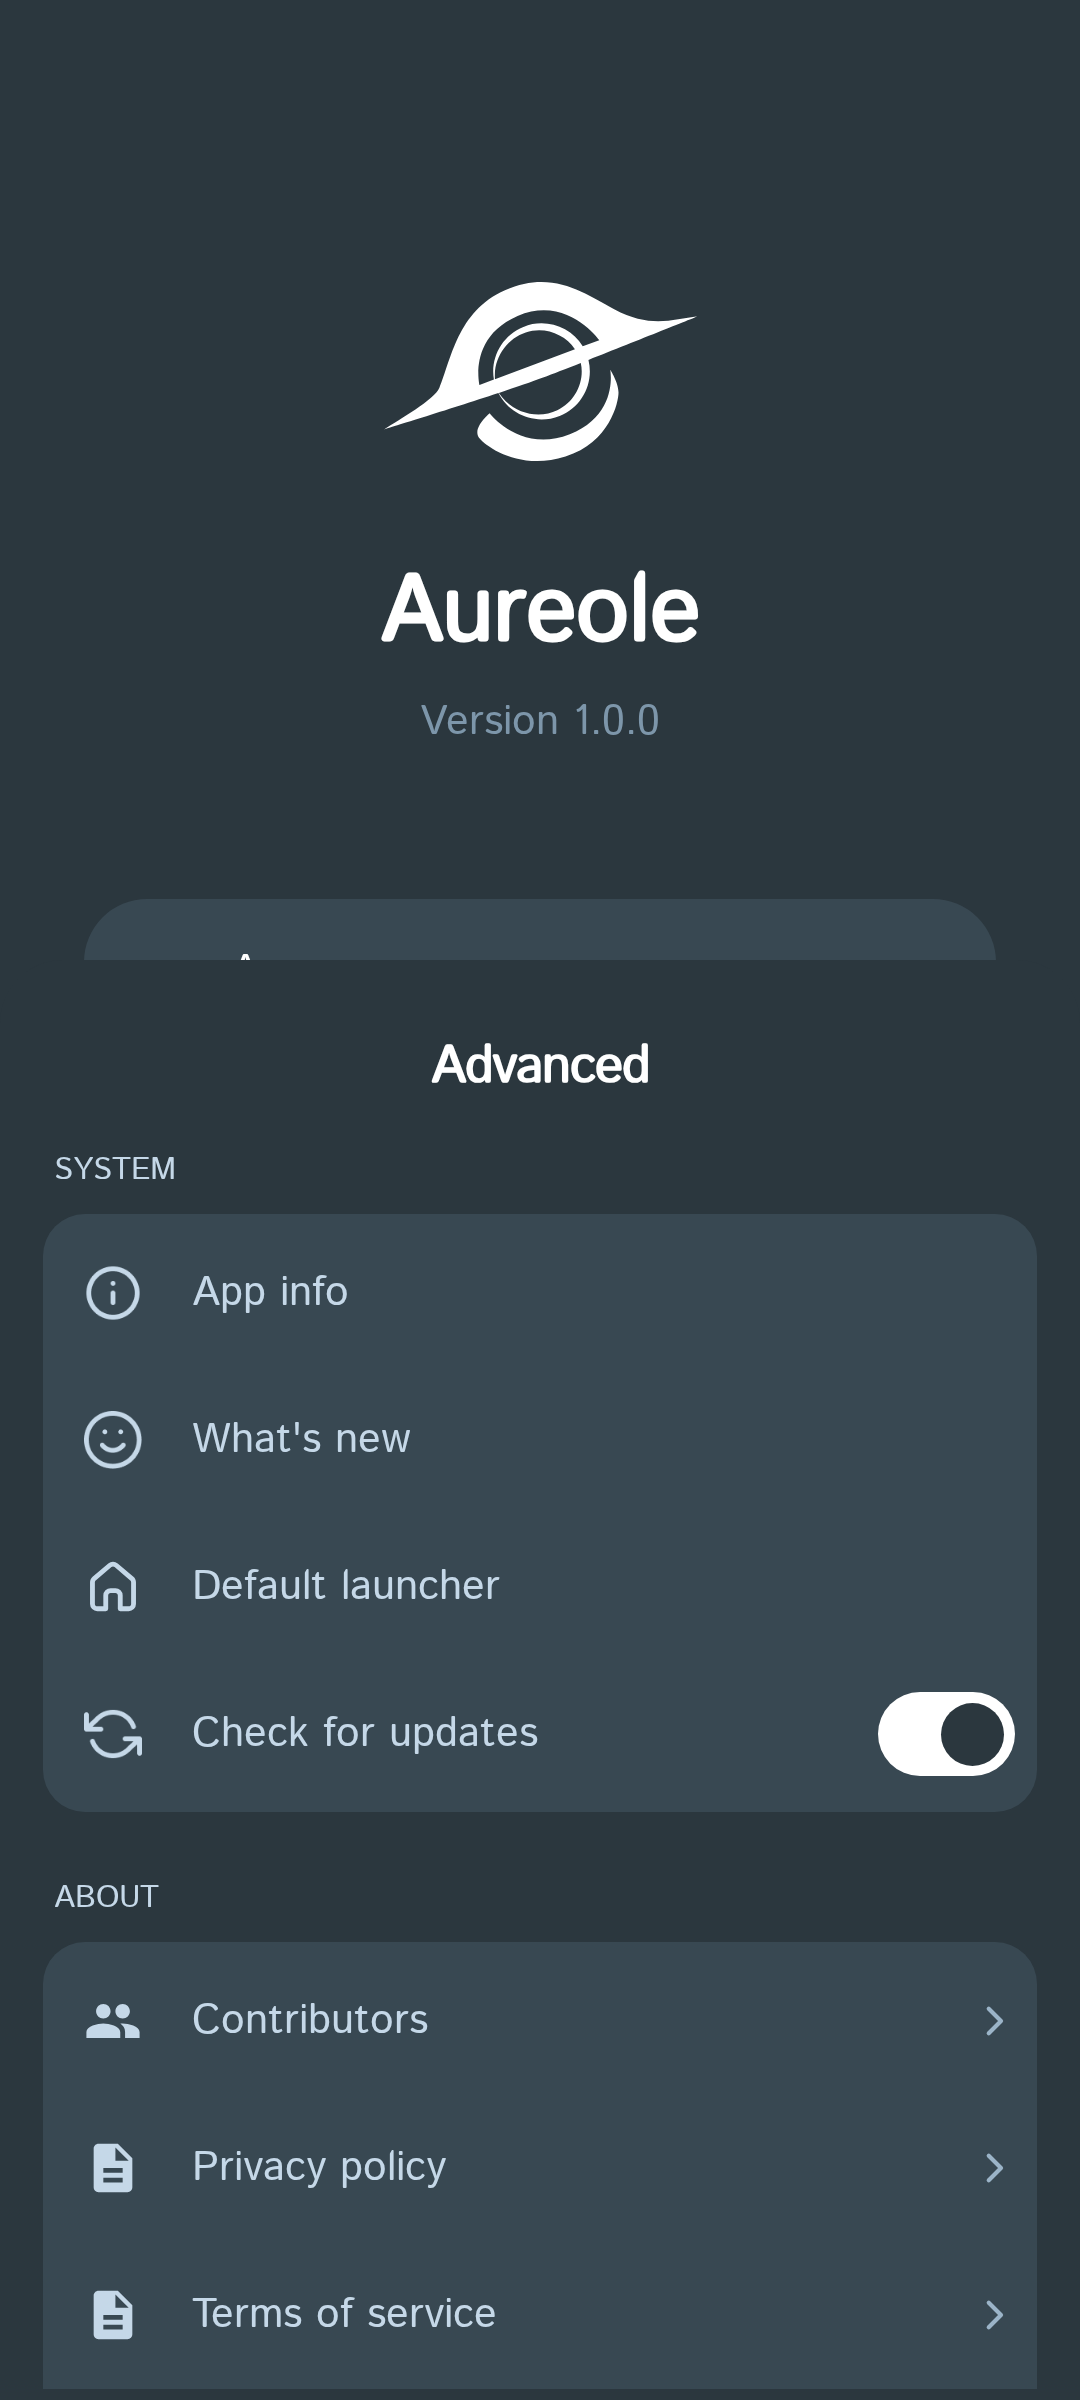 Aureole
Version 1.0.0
Advanced
SYSTEM
App info
What's new
Default launcher
Check for updates
ABOUT
Contributors
Privacy policy
Terms of service